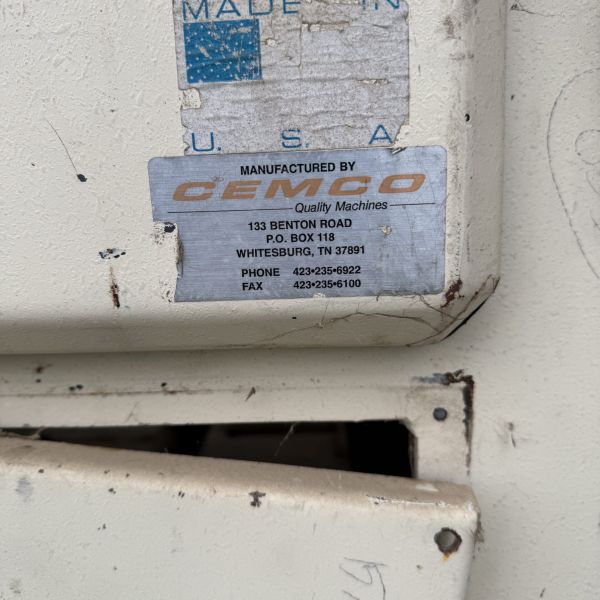 MADE IN
U. S. A
MANUFACTURED BY
CEMCO
Quality Machines
133 BENTON ROAD
P.O. BOX 118
WHITESBURG, TN 37891
PHONE 423•235•6922
FAX 423•235•6100